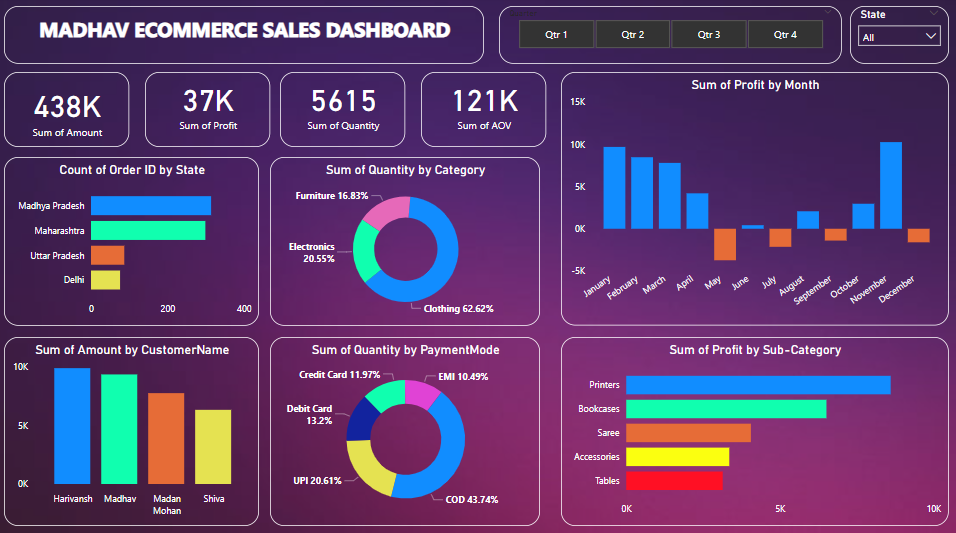 MADHAV ECOMMERCE SALES DASHBOARD
Qtr 1
Qtr 2
Qtr 3
Qtr 4
State
All
438K
Sum of Amount
37K
Sum of Profit
5615
Sum of Quantity
121K
Sum of AOV
Sum of Profit by Month
15K
10K
5K
0K
-5K
January
February
March
April
May
June
July
August
September
October
November
December
Count of Order ID by State
Madhya Pradesh
Maharashtra
Uttar Pradesh
Delhi
0
200
400
Sum of Quantity by Category
Furniture 16.83%
Electronics
20.55%
Clothing 62.62%
Sum of Amount by CustomerName
10K
5K
0K
Harivansh
Madhav
Madan
Mohan
Shiva
Sum of Quantity by PaymentMode
Credit Card 11.97%
EMI 10.49%
Debit Card
13.2%
UPI 20.61%
COD 43.74%
Sum of Profit by Sub-Category
Printers
Bookcases
Saree
Accessories
Tables
0K
5K
10K